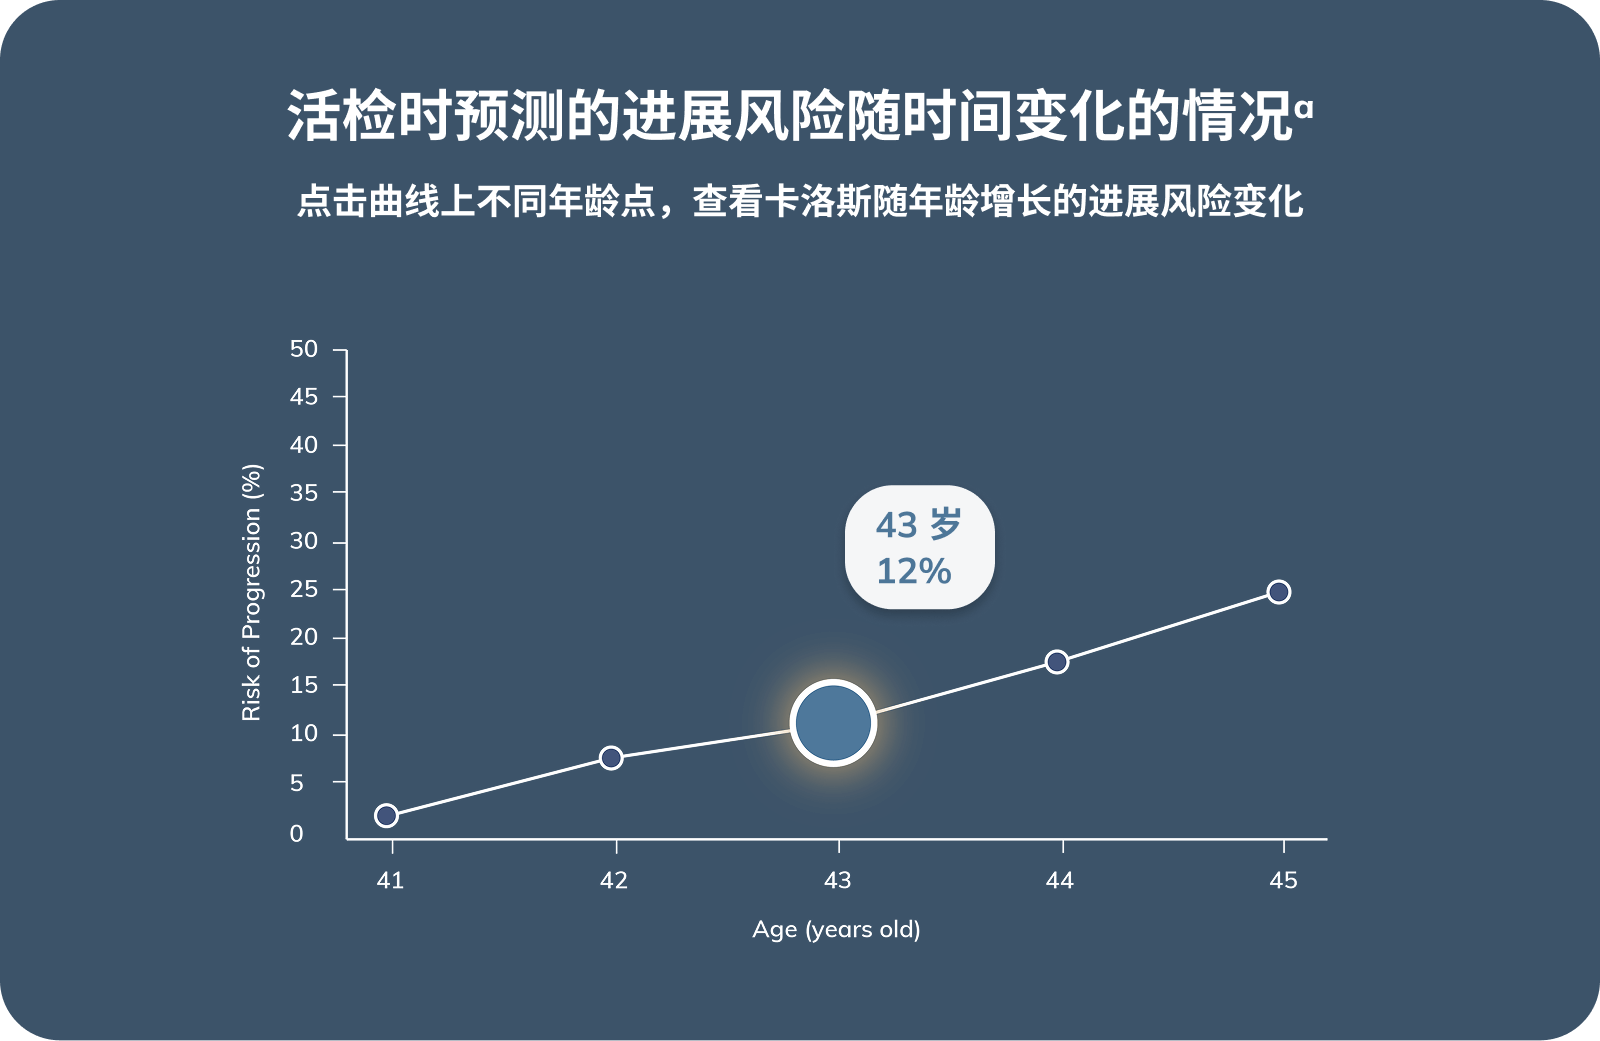 活检时预测的进展风险随时间变化的情况ᵅ
点击曲线上不同年龄点，查看卡洛斯随年龄增长的进展风险变化
50
45
40
35
30
25
20
15
10
5
0
Risk of Progression (%)
43 岁
12%
41 42 43 44 45
Age (years old)